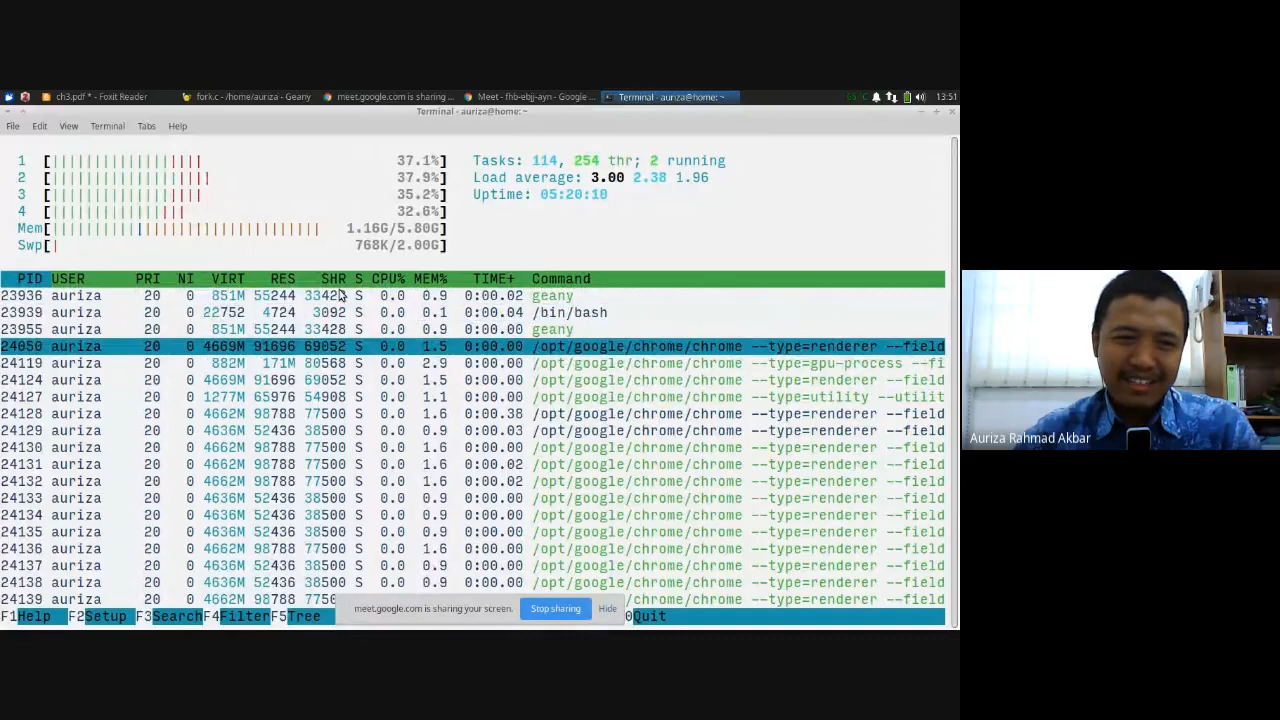 ch3.pdf * - Foxit Reader fork.c - /home/auriza - Geany meet.google.com is sharing ... Meet - fhb-ebjj-ayn - Google ... Terminal - auriza@home: ~ 13:51
Terminal - auriza@home: ~
File Edit View Terminal Tabs Help
1 [|||||||||||||||||| 37.1%] Tasks: 114, 254 thr; 2 running
2 [||||||||||||||||||| 37.9%] Load average: 3.00 2.38 1.96
3 [|||||||||||||||||| 35.2%] Uptime: 05:20:10
4 [|||||||||||||||| 32.6%]
Mem[|||||||||||||||||||||||||||||||| 1.16G/5.80G]
Swp[| 768K/2.00G]
PID USER PRI NI VIRT RES SHR S CPU% MEM% TIME+ Command
23936 auriza 20 0 851M 55244 33428 S 0.0 0.9 0:00.02 geany
23939 auriza 20 0 22752 4724 3092 S 0.0 0.1 0:00.04 /bin/bash
23955 auriza 20 0 851M 55244 33428 S 0.0 0.9 0:00.00 geany
24050 auriza 20 0 4669M 91696 69052 S 0.0 1.5 0:00.00 /opt/google/chrome/chrome --type=renderer --field
24119 auriza 20 0 882M 171M 80568 S 0.0 2.9 0:00.00 /opt/google/chrome/chrome --type=gpu-process --fi
24124 auriza 20 0 4669M 91696 69052 S 0.0 1.5 0:00.00 /opt/google/chrome/chrome --type=renderer --field
24127 auriza 20 0 1277M 65976 54908 S 0.0 1.1 0:00.00 /opt/google/chrome/chrome --type=utility --utilit
24128 auriza 20 0 4662M 98788 77500 S 0.0 1.6 0:00.38 /opt/google/chrome/chrome --type=renderer --field
24129 auriza 20 0 4636M 52436 38500 S 0.0 0.9 0:00.03 /opt/google/chrome/chrome --type=renderer --field
24130 auriza 20 0 4662M 98788 77500 S 0.0 1.6 0:00.00 /opt/google/chrome/chrome --type=renderer --field
24131 auriza 20 0 4662M 98788 77500 S 0.0 1.6 0:00.02 /opt/google/chrome/chrome --type=renderer --field
24132 auriza 20 0 4662M 98788 77500 S 0.0 1.6 0:00.02 /opt/google/chrome/chrome --type=renderer --field
24133 auriza 20 0 4636M 52436 38500 S 0.0 0.9 0:00.00 /opt/google/chrome/chrome --type=renderer --field
24134 auriza 20 0 4636M 52436 38500 S 0.0 0.9 0:00.00 /opt/google/chrome/chrome --type=renderer --field
24135 auriza 20 0 4636M 52436 38500 S 0.0 0.9 0:00.00 /opt/google/chrome/chrome --type=renderer --field
24136 auriza 20 0 4662M 98788 77500 S 0.0 1.6 0:00.00 /opt/google/chrome/chrome --type=renderer --field
24137 auriza 20 0 4636M 52436 38500 S 0.0 0.9 0:00.00 /opt/google/chrome/chrome --type=renderer --field
24138 auriza 20 0 4636M 52436 38500 S 0.0 0.9 0:00.00 /opt/google/chrome/chrome --type=renderer --field
24139 auriza 20 0 4662M 98788 7750 S 0.0 1.6 0:00.00 /opt/google/chrome/chrome --type=renderer --field
meet.google.com is sharing your screen. Stop sharing Hide
F1Help F2Setup F3SearchF4FilterF5Tree 0Quit
Auriza Rahmad Akbar